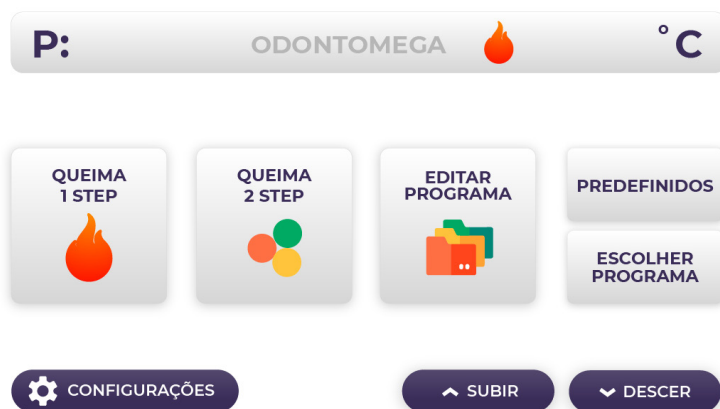 P: ODONTOMEGA °C
QUEIMA
1 STEP
QUEIMA
2 STEP
EDITAR
PROGRAMA
PREDEFINIDOS
ESCOLHER
PROGRAMA
CONFIGURAÇÕES
SUBIR
DESCER